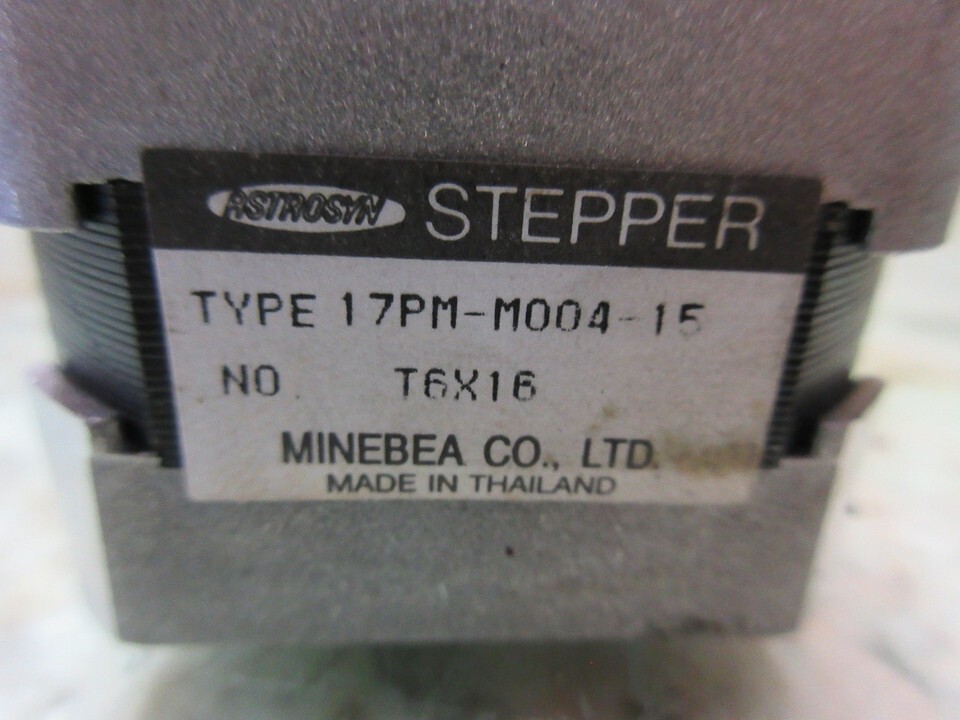 ASTROSYN STEPPER
TYPE 17PM-M004-15
NO. T6X16
MINEBEA CO., LTD.
MADE IN THAILAND